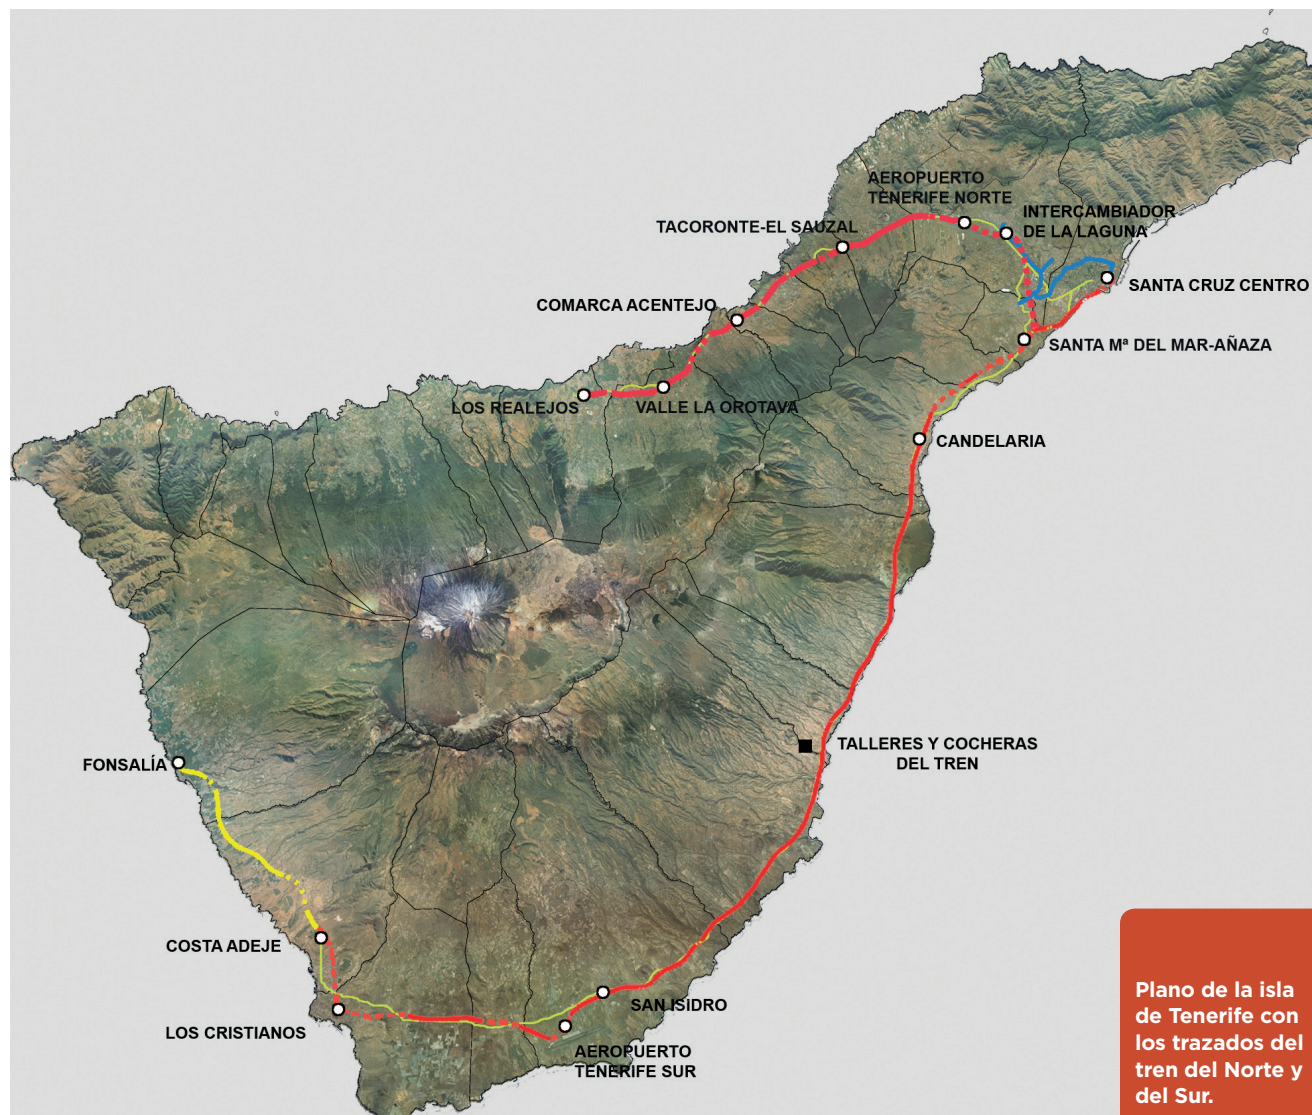 AEROPUERTO
TENERIFE NORTE
INTERCAMBIADOR
DE LA LAGUNA
TACORONTE-EL SAUZAL
SANTA CRUZ CENTRO
COMARCA ACENTEJO
SANTA Mª DEL MAR-AÑAZA
LOS REALEJOS
VALLE LA OROTAVA
CANDELARIA
TALLERES Y COCHERAS
DEL TREN
FONSALÍA
COSTA ADEJE
SAN ISIDRO
LOS CRISTIANOS
AEROPUERTO
TENERIFE SUR
Plano de la isla
de Tenerife con
los trazados del
tren del Norte y
del Sur.